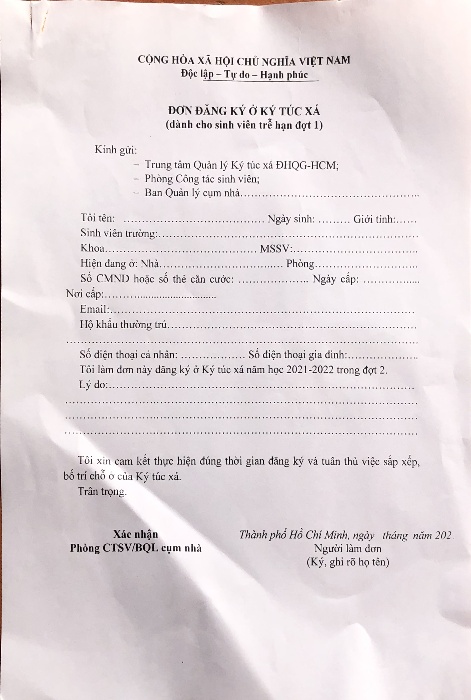 CỘNG HÒA XÃ HỘI CHỦ NGHĨA VIỆT NAM
Độc lập – Tự do – Hạnh phúc
ĐƠN ĐĂNG KÝ Ở KÝ TÚC XÁ
(dành cho sinh viên trễ hạn đợt 1)
Kính gửi:
– Trung tâm Quản lý Ký túc xá ĐHQG-HCM;
– Phòng Công tác sinh viên;
– Ban Quản lý cụm nhà……………………………………
Tôi tên: ……………………………… Ngày sinh: ……… Giới tính:……
Sinh viên trường:……………………………………………………
Khoa………………………………… MSSV:…………………………
Hiện đang ở: Nhà………………………… Phòng……………………
Số CMND hoặc số thẻ căn cước: ……………… Ngày cấp: ……………
Nơi cấp:……………………………
Email:……………………………………………………………………
Hộ khẩu thường trú………………………………………………………
……………………………………………………………………………
Số điện thoại cá nhân: ……………… Số điện thoại gia đình:………………
Tôi làm đơn này đăng ký ở Ký túc xá năm học 2021-2022 trong đợt 2.
Lý do:……………………………………………………………………
……………………………………………………………………………
……………………………………………………………………………
……………………………………………………………………………
Tôi xin cam kết thực hiện đúng thời gian đăng ký và tuân thủ việc sắp xếp,
bố trí chỗ ở của Ký túc xá.
Trân trọng.
Xác nhận
Phòng CTSV/BQL cụm nhà
Thành phố Hồ Chí Minh, ngày tháng năm 202
Người làm đơn
(Ký, ghi rõ họ tên)